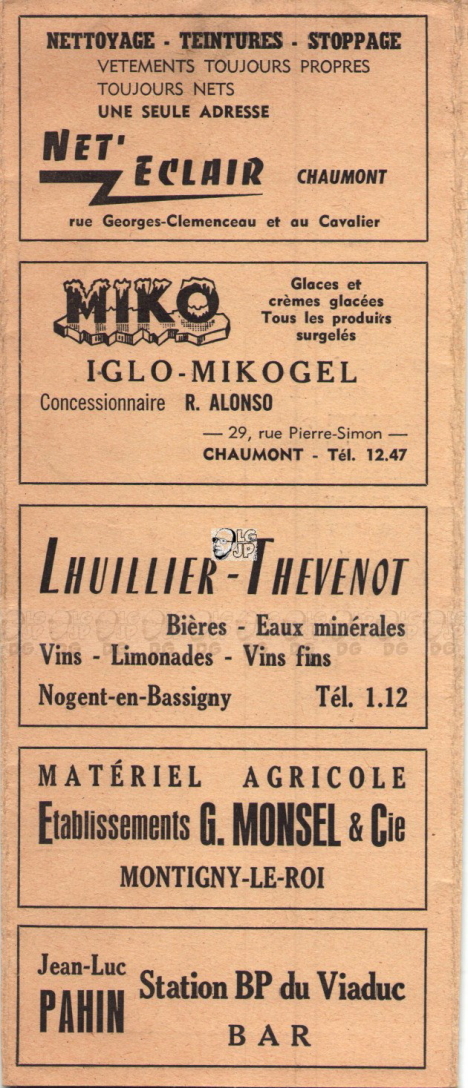 NETTOYAGE - TEINTURES - STOPPAGE
VETEMENTS TOUJOURS PROPRES
TOUJOURS NETS
UNE SEULE ADRESSE
NET'
ECLAIR CHAUMONT
rue Georges-Clemenceau et au Cavalier
MIKO
Glaces et
crèmes glacées
Tous les produits
surgelés
IGLO-MIKOGEL
Concessionnaire R. ALONSO
— 29, rue Pierre-Simon —
CHAUMONT - Tél. 12.47
LG
JP
LHUILLIER-THEVENOT
Bières - Eaux minérales
Vins - Limonades - Vins fins
Nogent-en-Bassigny Tél. 1.12
MATÉRIEL AGRICOLE
Etablissements G. MONSEL & Cie
MONTIGNY-LE-ROI
Jean-Luc
PAHIN
Station BP du Viaduc
BAR